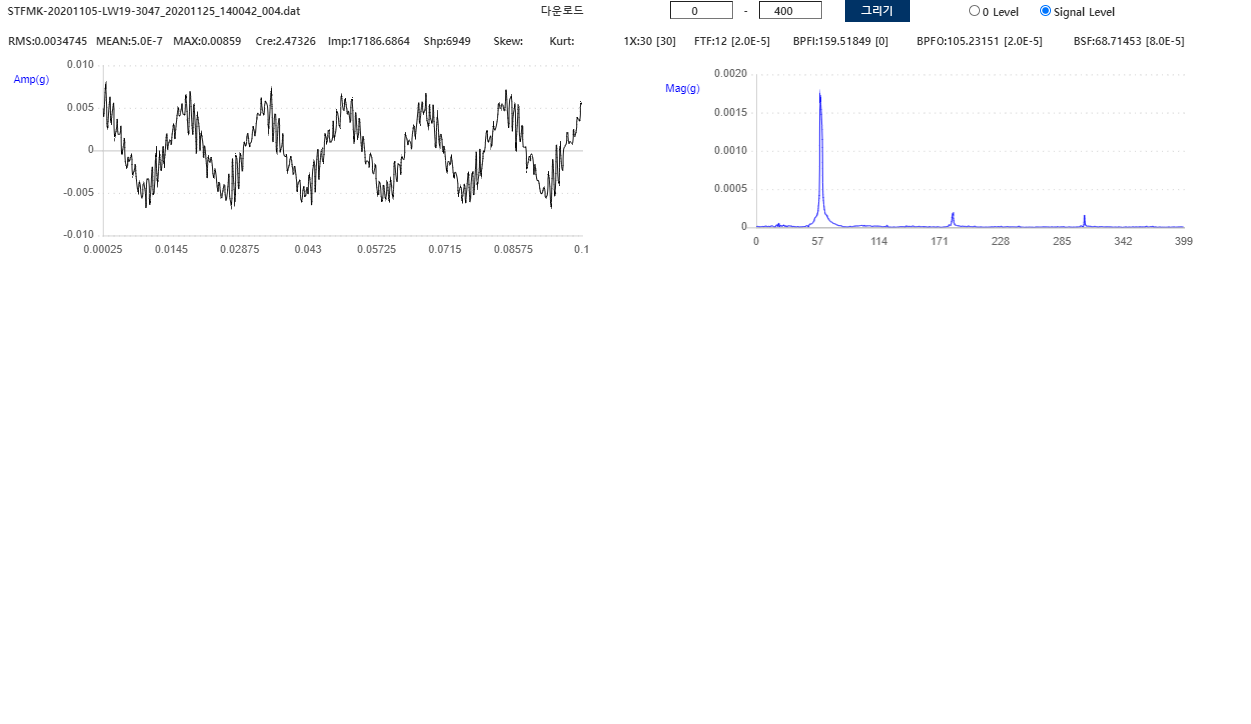 STFMK-20201105-LW19-3047_20201125_140042_004.dat 다운로드 0 - 400 그리기 0 Level Signal Level
RMS:0.0034745 MEAN:5.0E-7 MAX:0.00859 Cre:2.47326 Imp:17186.6864 Shp:6949 Skew: Kurt: 1X:30 [30] FTF:12 [2.0E-5] BPFI:159.51849 [0] BPFO:105.23151 [2.0E-5] BSF:68.71453 [8.0E-5]
Amp(g)
0.010
0.005
0
-0.005
-0.010
0.00025 0.0145 0.02875 0.043 0.05725 0.0715 0.08575 0.1
Mag(g)
0.0020
0.0015
0.0010
0.0005
0
0 57 114 171 228 285 342 399